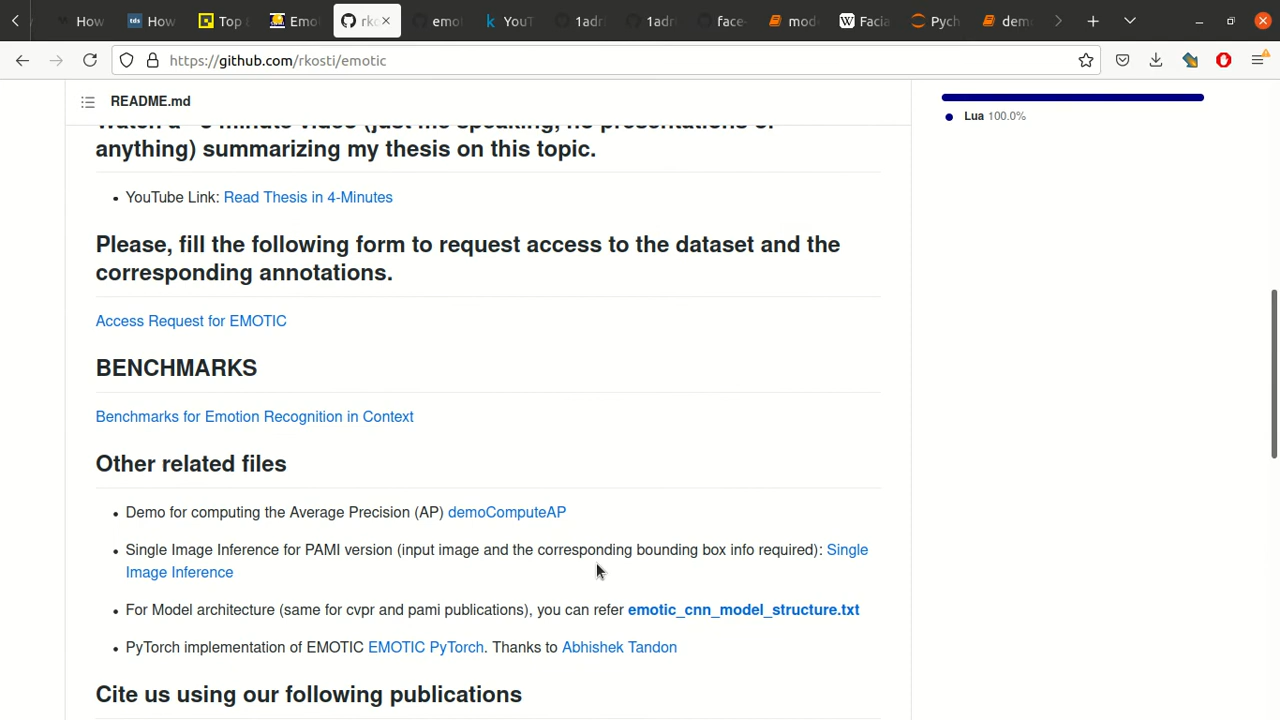 How
tds How
Top
Emo
rko
emo
YouT
1adr
1adr
face-
mod
Facia
Pych
dem
https://github.com/rkosti/emotic
README.md
Lua 100.0%
anything) summarizing my thesis on this topic.
YouTube Link: Read Thesis in 4-Minutes
Please, fill the following form to request access to the dataset and the
corresponding annotations.
Access Request for EMOTIC
BENCHMARKS
Benchmarks for Emotion Recognition in Context
Other related files
Demo for computing the Average Precision (AP) demoComputeAP
Single Image Inference for PAMI version (input image and the corresponding bounding box info required): Single
Image Inference
For Model architecture (same for cvpr and pami publications), you can refer emotic_cnn_model_structure.txt
PyTorch implementation of EMOTIC EMOTIC PyTorch. Thanks to Abhishek Tandon
Cite us using our following publications